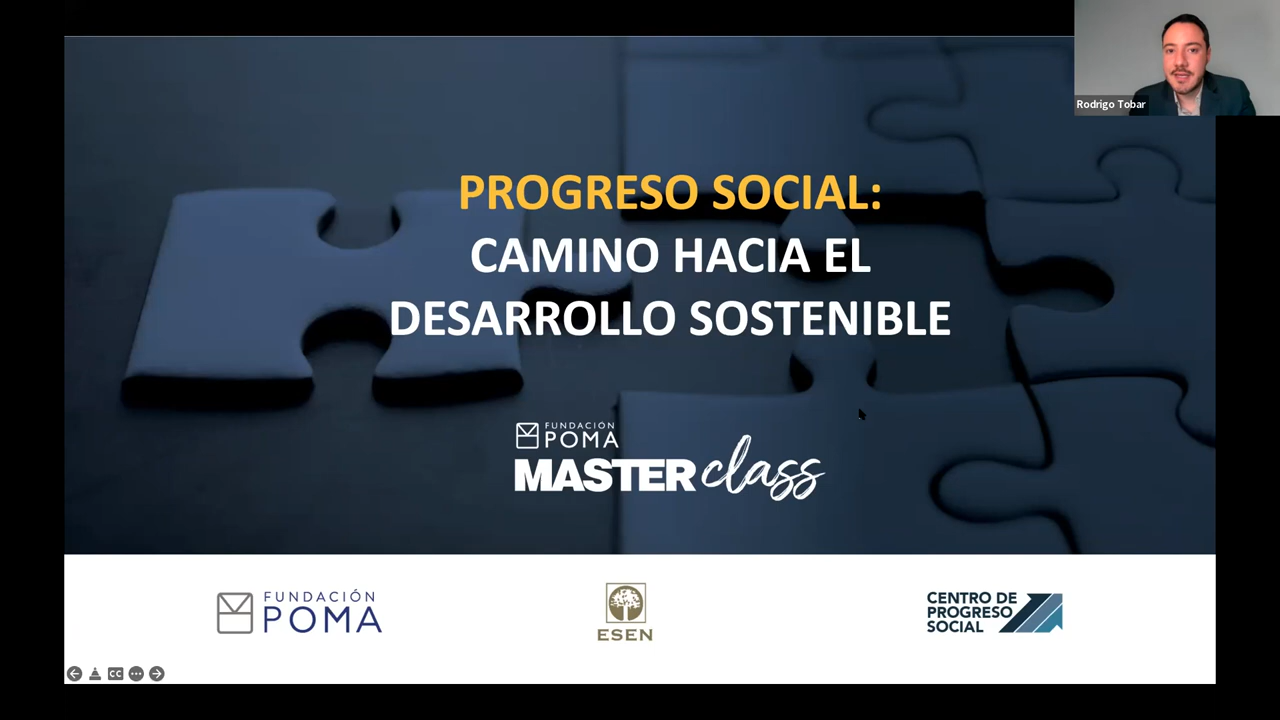 Rodrigo Tobar
PROGRESO SOCIAL:
CAMINO HACIA EL
DESARROLLO SOSTENIBLE
FUNDACIÓN
POMA
MASTER class
FUNDACIÓN
POMA
ESEN
CENTRO DE
PROGRESO
SOCIAL
CC